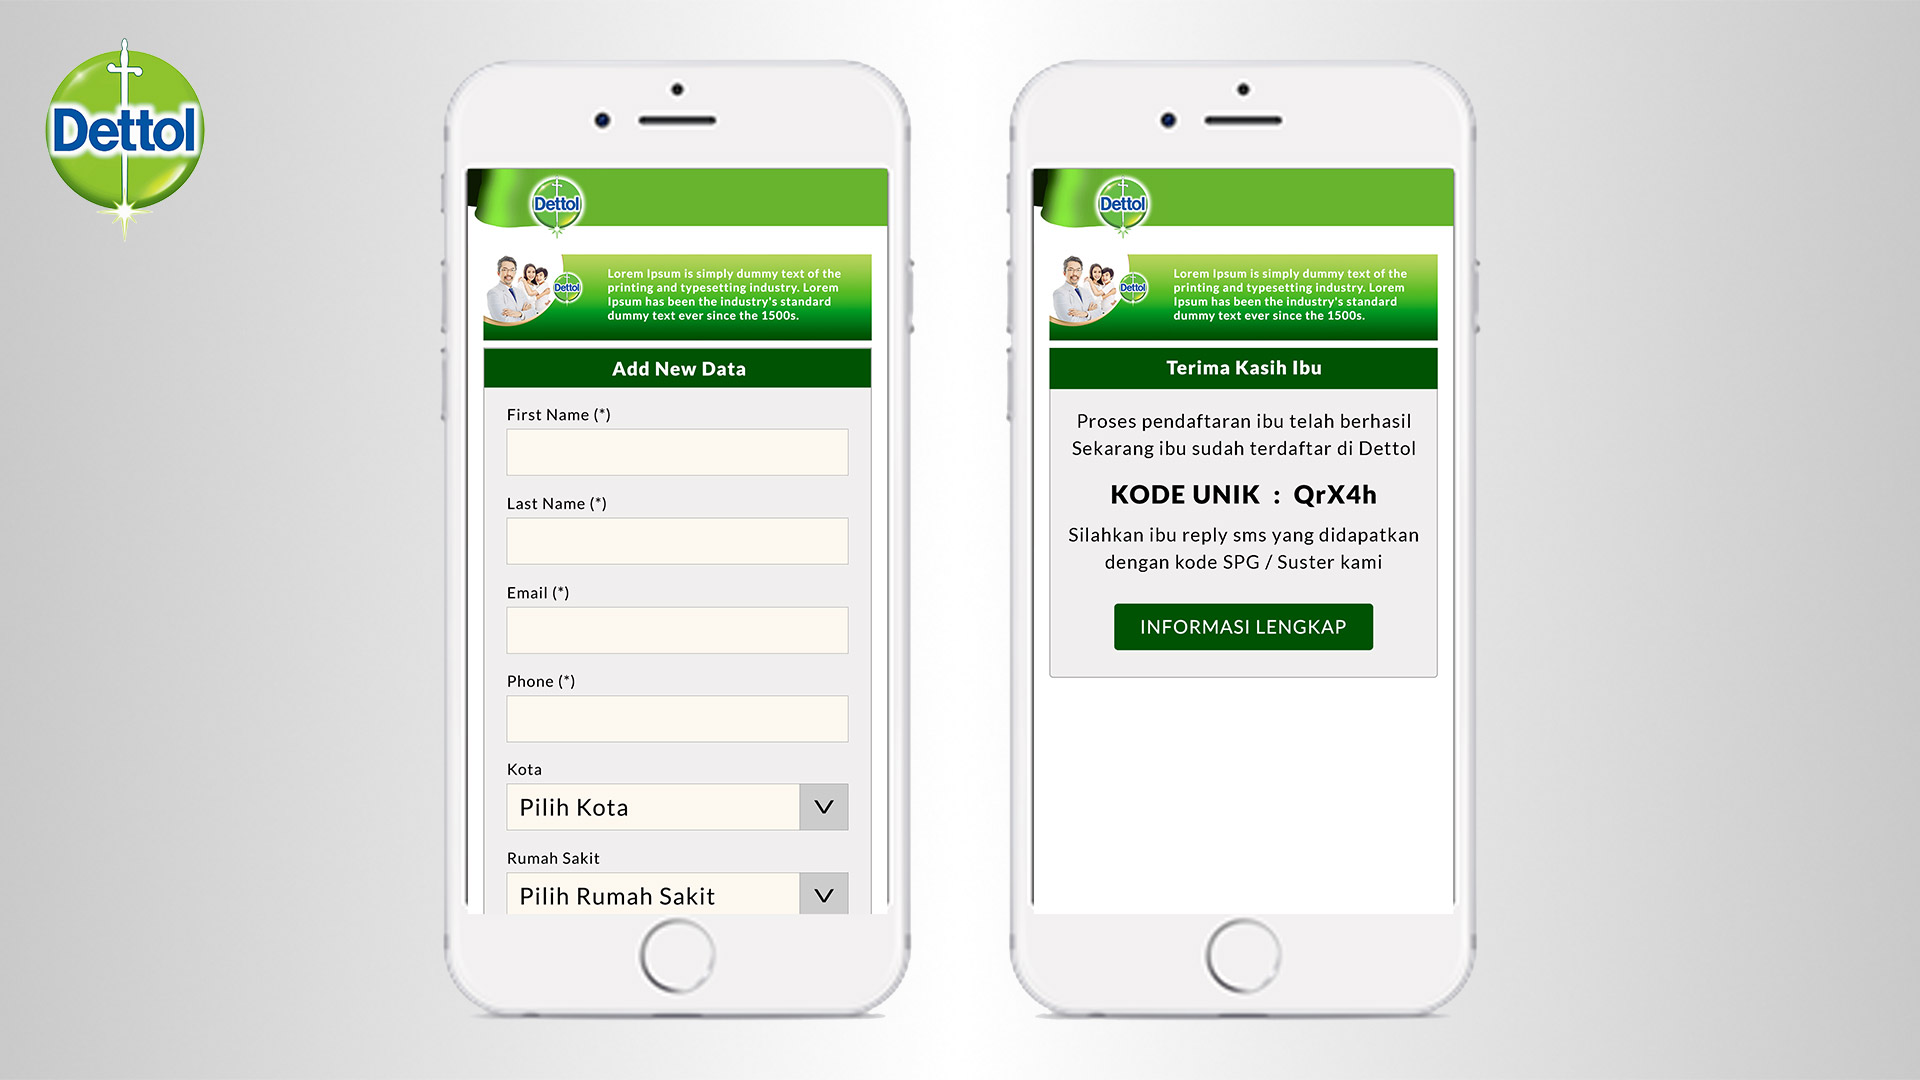 Dettol
Dettol
Dettol
Lorem Ipsum is simply dummy text of the
printing and typesetting industry. Lorem
Ipsum has been the industry's standard
dummy text ever since the 1500s.
Add New Data
First Name (*)
Last Name (*)
Email (*)
Phone (*)
Kota
Pilih Kota
Rumah Sakit
Pilih Rumah Sakit
Dettol
Dettol
Lorem Ipsum is simply dummy text of the
printing and typesetting industry. Lorem
Ipsum has been the industry's standard
dummy text ever since the 1500s.
Terima Kasih Ibu
Proses pendaftaran ibu telah berhasil
Sekarang ibu sudah terdaftar di Dettol
KODE UNIK : QrX4h
Silahkan ibu reply sms yang didapatkan
dengan kode SPG / Suster kami
INFORMASI LENGKAP